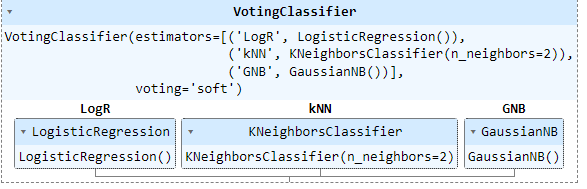 VotingClassifier
VotingClassifier(estimators=[('LogR', LogisticRegression()),
('kNN', KNeighborsClassifier(n_neighbors=2)),
('GNB', GaussianNB())],
voting='soft')
LogR kNN GNB
LogisticRegression KNeighborsClassifier GaussianNB
LogisticRegression() KNeighborsClassifier(n_neighbors=2) GaussianNB()